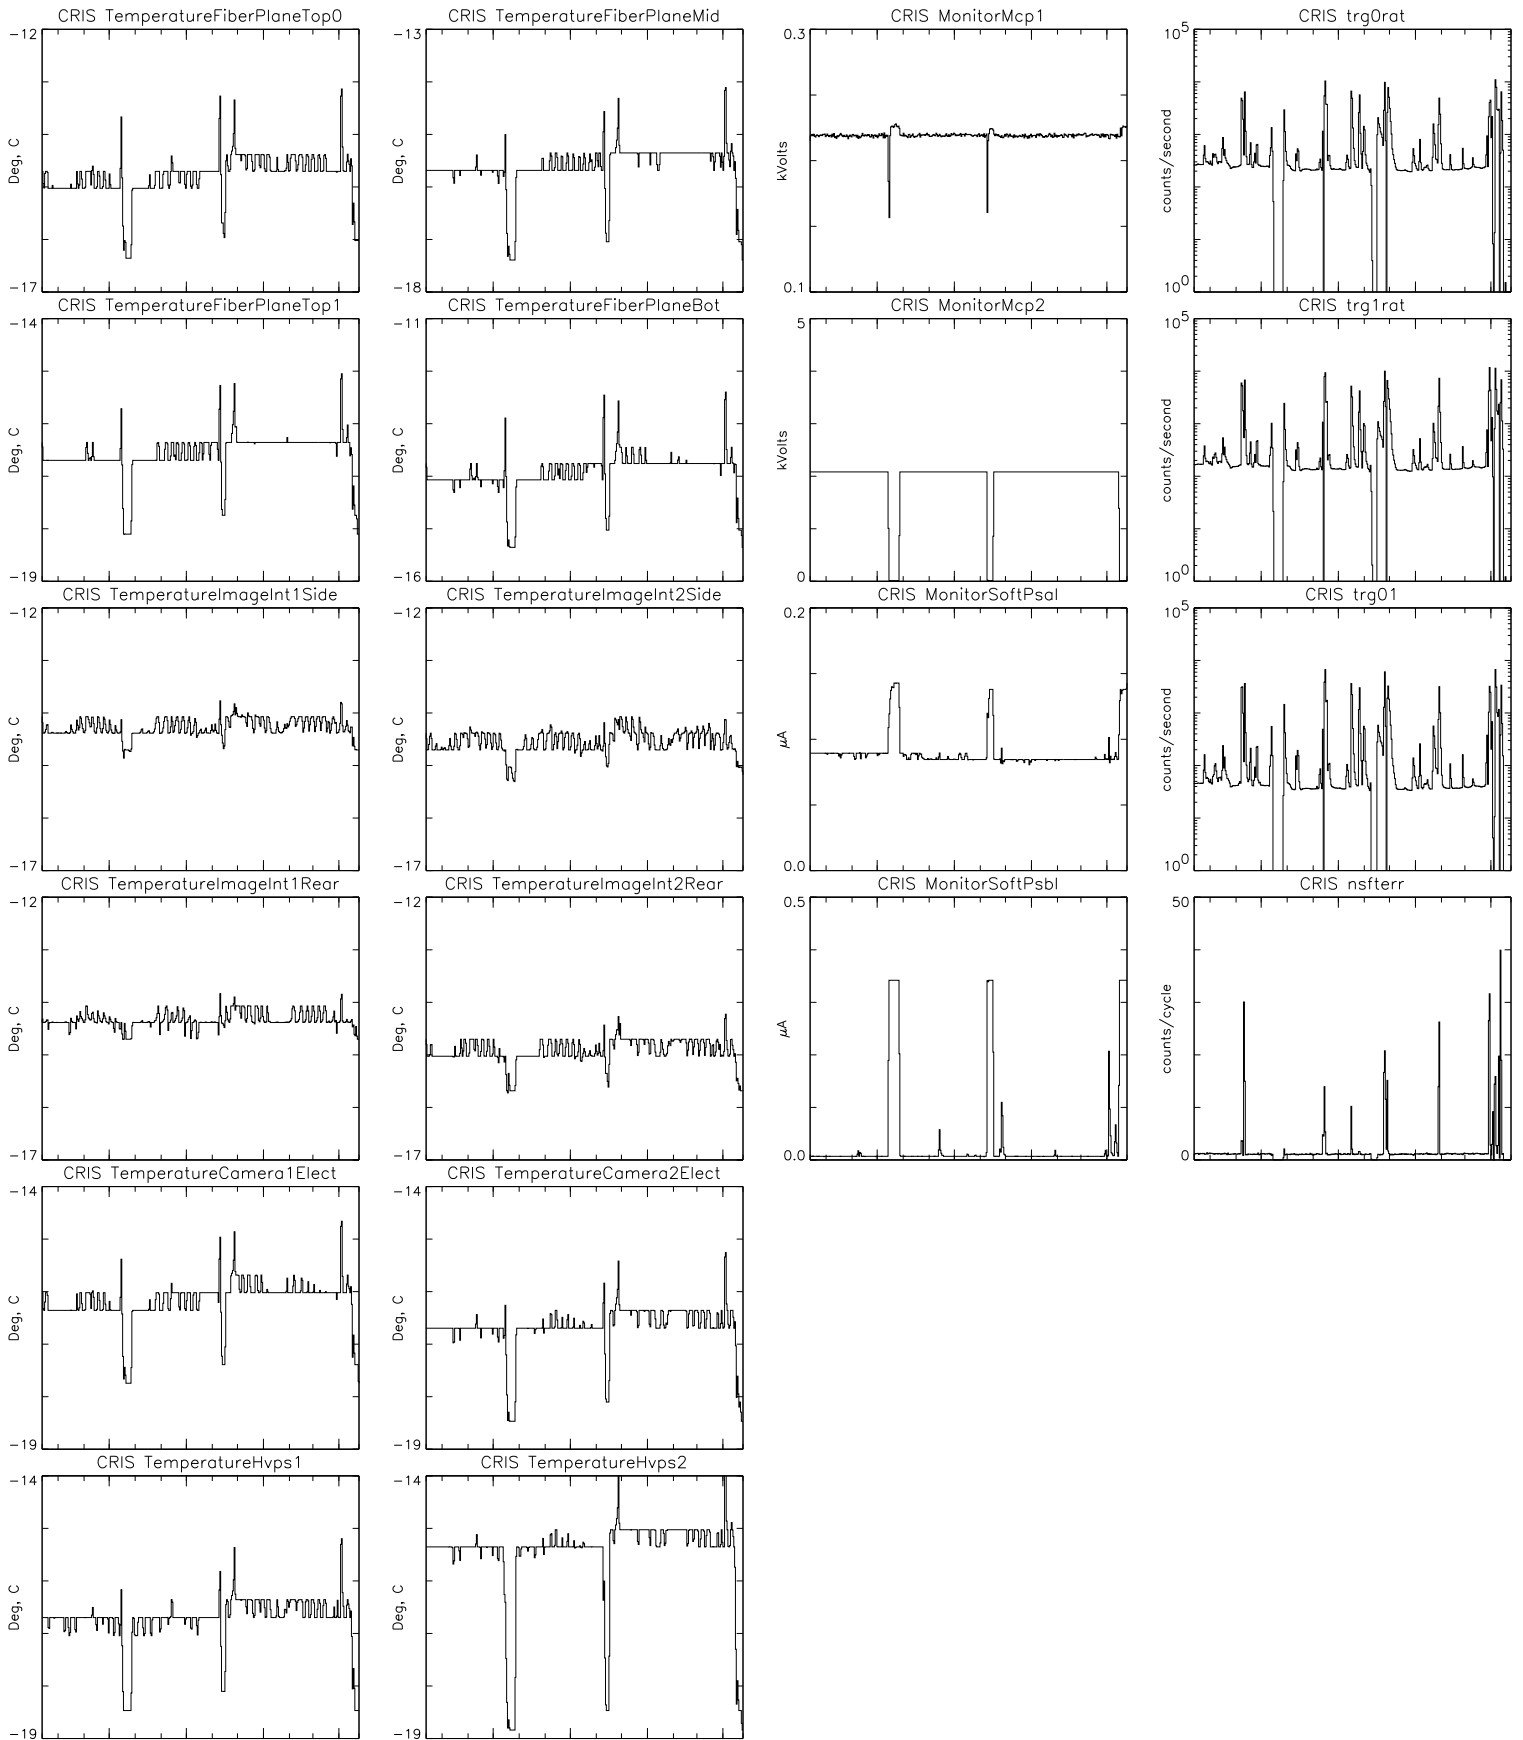 CRIS TemperatureFiberPlaneTop0
CRIS TemperatureFiberPlaneMid
CRIS MonitorMcp1
CRIS trg0rat
-12
Deg, C
-17
-13
Deg, C
-18
0.3
kVolts
0.1
10^5
counts/second
10^0
CRIS TemperatureFiberPlaneTop1
CRIS TemperatureFiberPlaneBot
CRIS MonitorMcp2
CRIS trg1rat
-14
Deg, C
-19
-11
Deg, C
-16
5
kVolts
0
10^5
counts/second
10^0
CRIS TemperatureImageInt1Side
CRIS TemperatureImageInt2Side
CRIS MonitorSoftPsaI
CRIS trg01
-12
Deg, C
-17
-12
Deg, C
-17
0.2
μA
0.0
10^5
counts/second
10^0
CRIS TemperatureImageInt1Rear
CRIS TemperatureImageInt2Rear
CRIS MonitorSoftPsbI
CRIS nsfterr
-12
Deg, C
-17
-12
Deg, C
-17
0.5
μA
0.0
50
counts/cycle
0
CRIS TemperatureCamera1Elect
CRIS TemperatureCamera2Elect
-14
Deg, C
-19
-14
Deg, C
-19
CRIS TemperatureHvps1
CRIS TemperatureHvps2
-14
Deg, C
-19
-14
Deg, C
-19